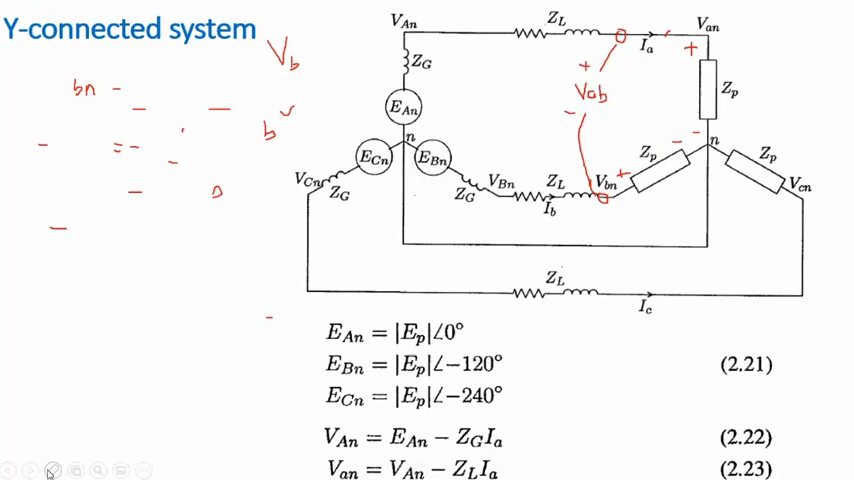 Y-connected system
V_b
bn -
b
V_An
Z_L
I_a
V_an
Z_G
+
+
Z_p
E_An
Vab
-
-
n
Z_p
-
n
Z_p
E_Cn
E_Bn
+
V_Cn
Z_G
Z_G
V_Bn
Z_L
V_bn
V_cn
I_b
Z_L
I_c
E_An = |E_p|∠0°
E_Bn = |E_p|∠−120° (2.21)
E_Cn = |E_p|∠−240°
V_An = E_An − Z_G I_a (2.22)
V_an = V_An − Z_L I_a (2.23)